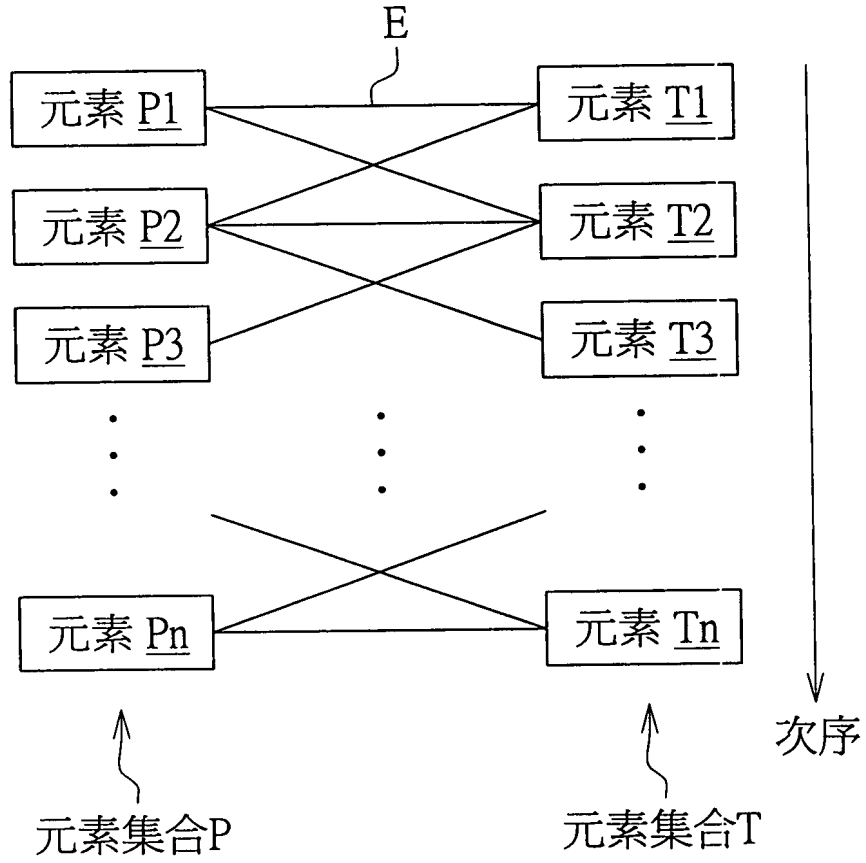 E
元素 P1
元素 T1
元素 P2
元素 T2
元素 P3
元素 T3
元素 Pn
元素 Tn
次序
元素集合P
元素集合T